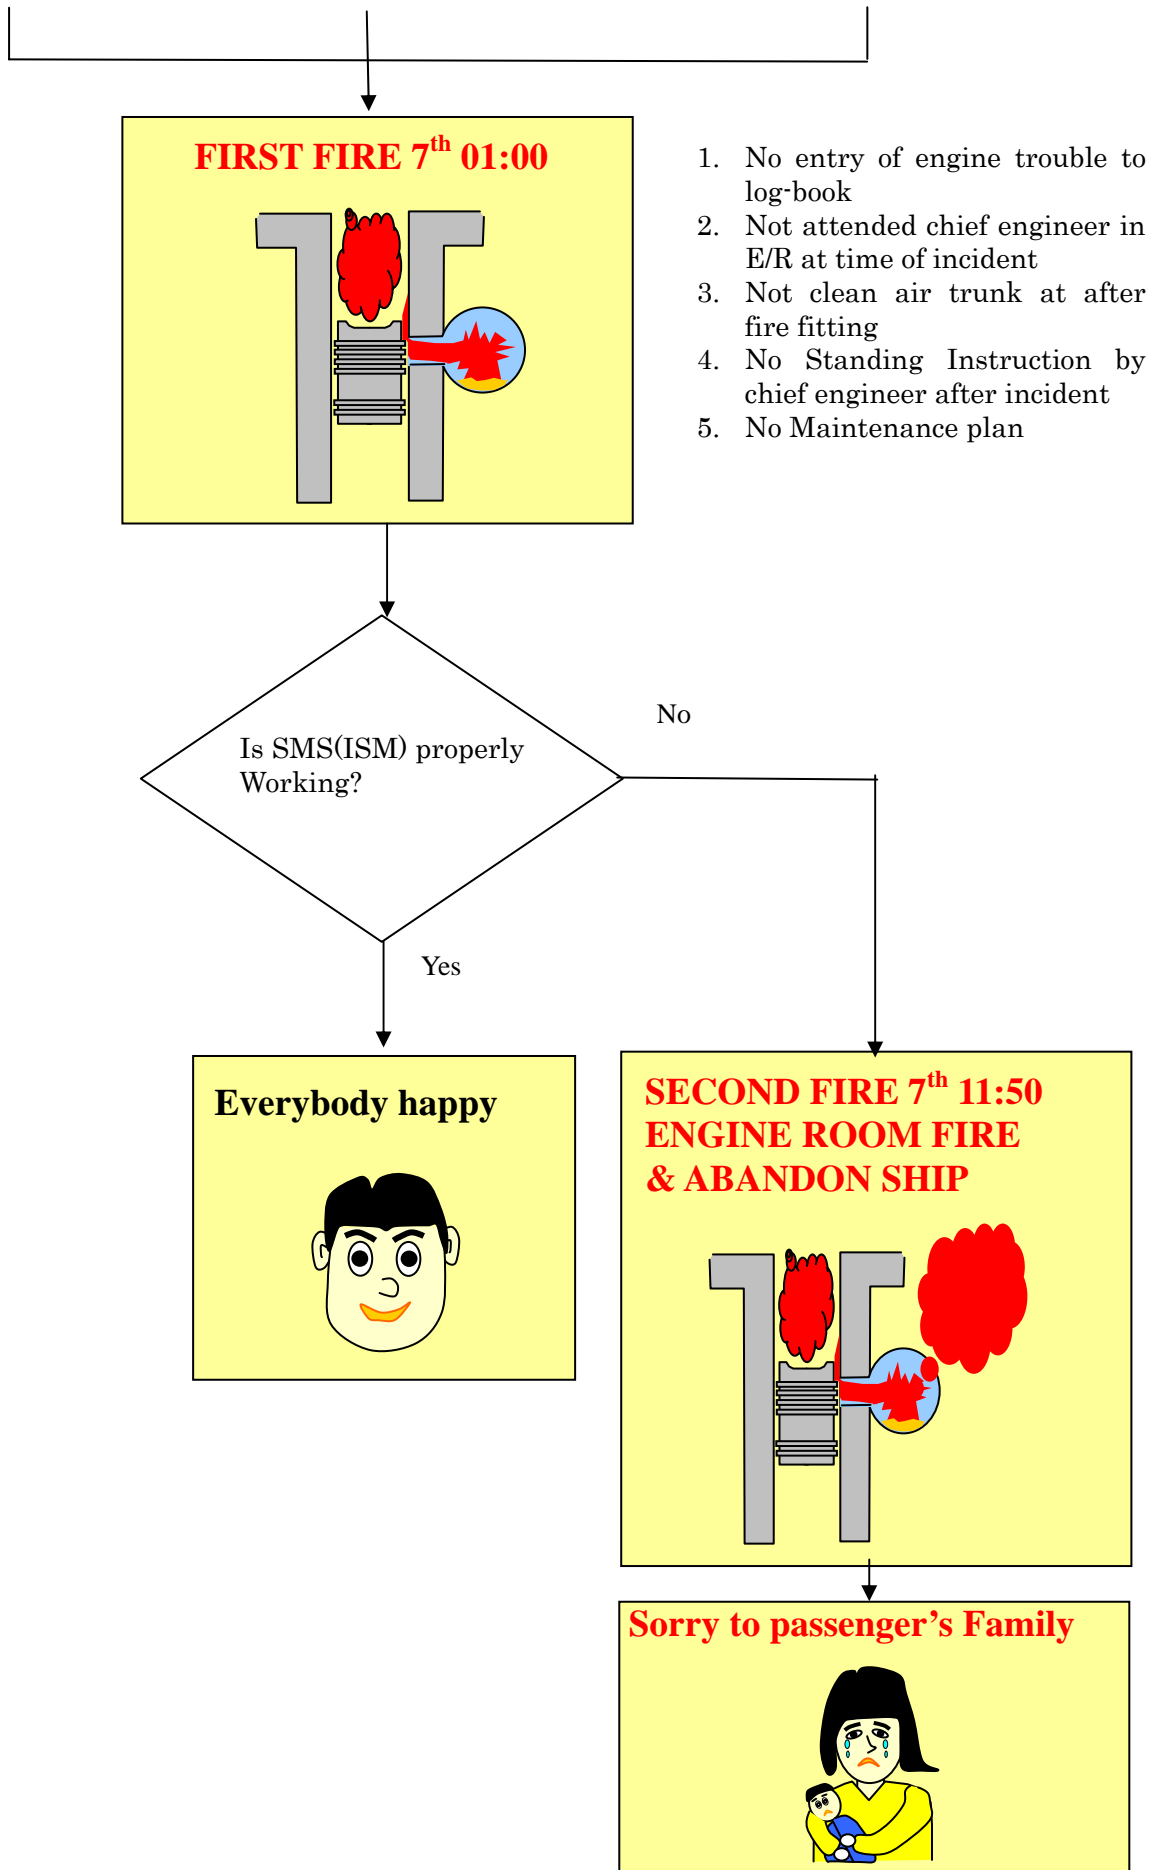 FIRST FIRE 7th 01:00
1. No entry of engine trouble to
log-book
2. Not attended chief engineer in
E/R at time of incident
3. Not clean air trunk at after
fire fitting
4. No Standing Instruction by
chief engineer after incident
5. No Maintenance plan
Is SMS(ISM) properly
Working?
No
Yes
Everybody happy
SECOND FIRE 7th 11:50
ENGINE ROOM FIRE
& ABANDON SHIP
Sorry to passenger’s Family